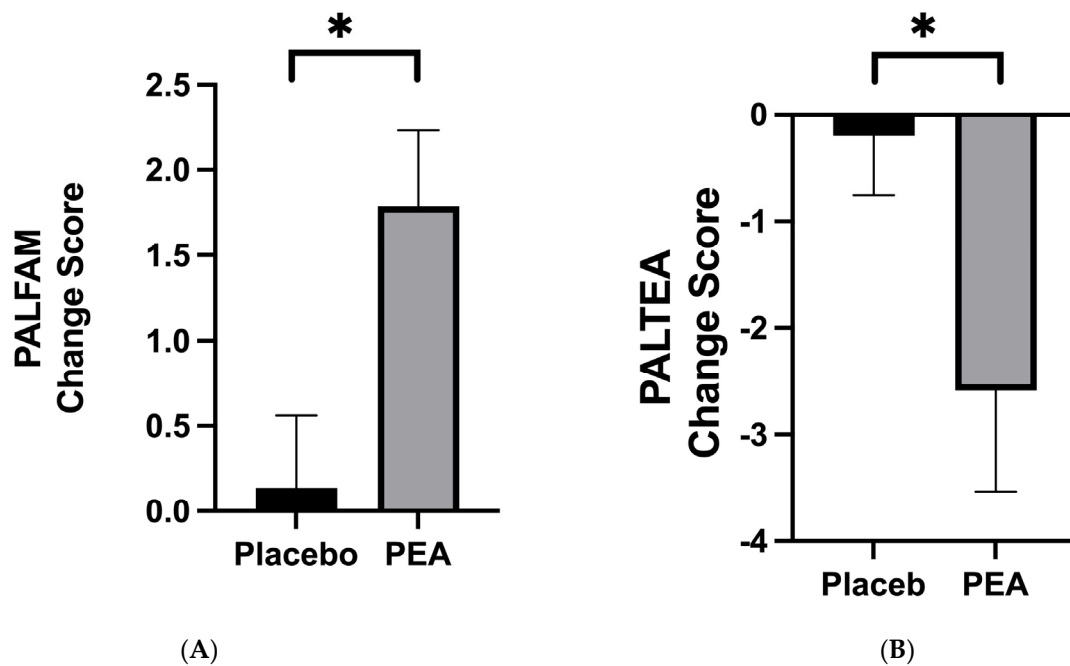 *
2.5
2.0
1.5
1.0
0.5
0.0
PALFAM
Change Score
Placebo PEA
(A)
*
0
-1
-2
-3
-4
PALTEA
Change Score
Placeb PEA
(B)